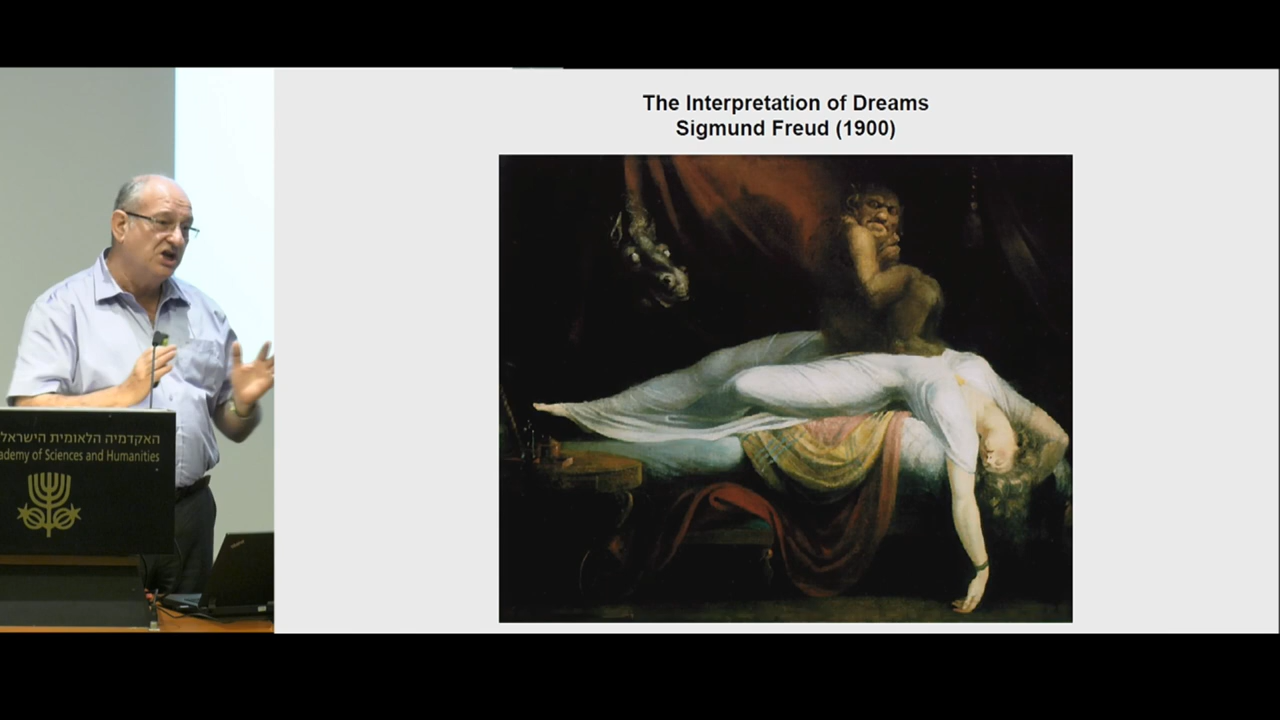 The Interpretation of Dreams
Sigmund Freud (1900)
האקדמיה הלאומית הישראל
ademy of Sciences and Humanities